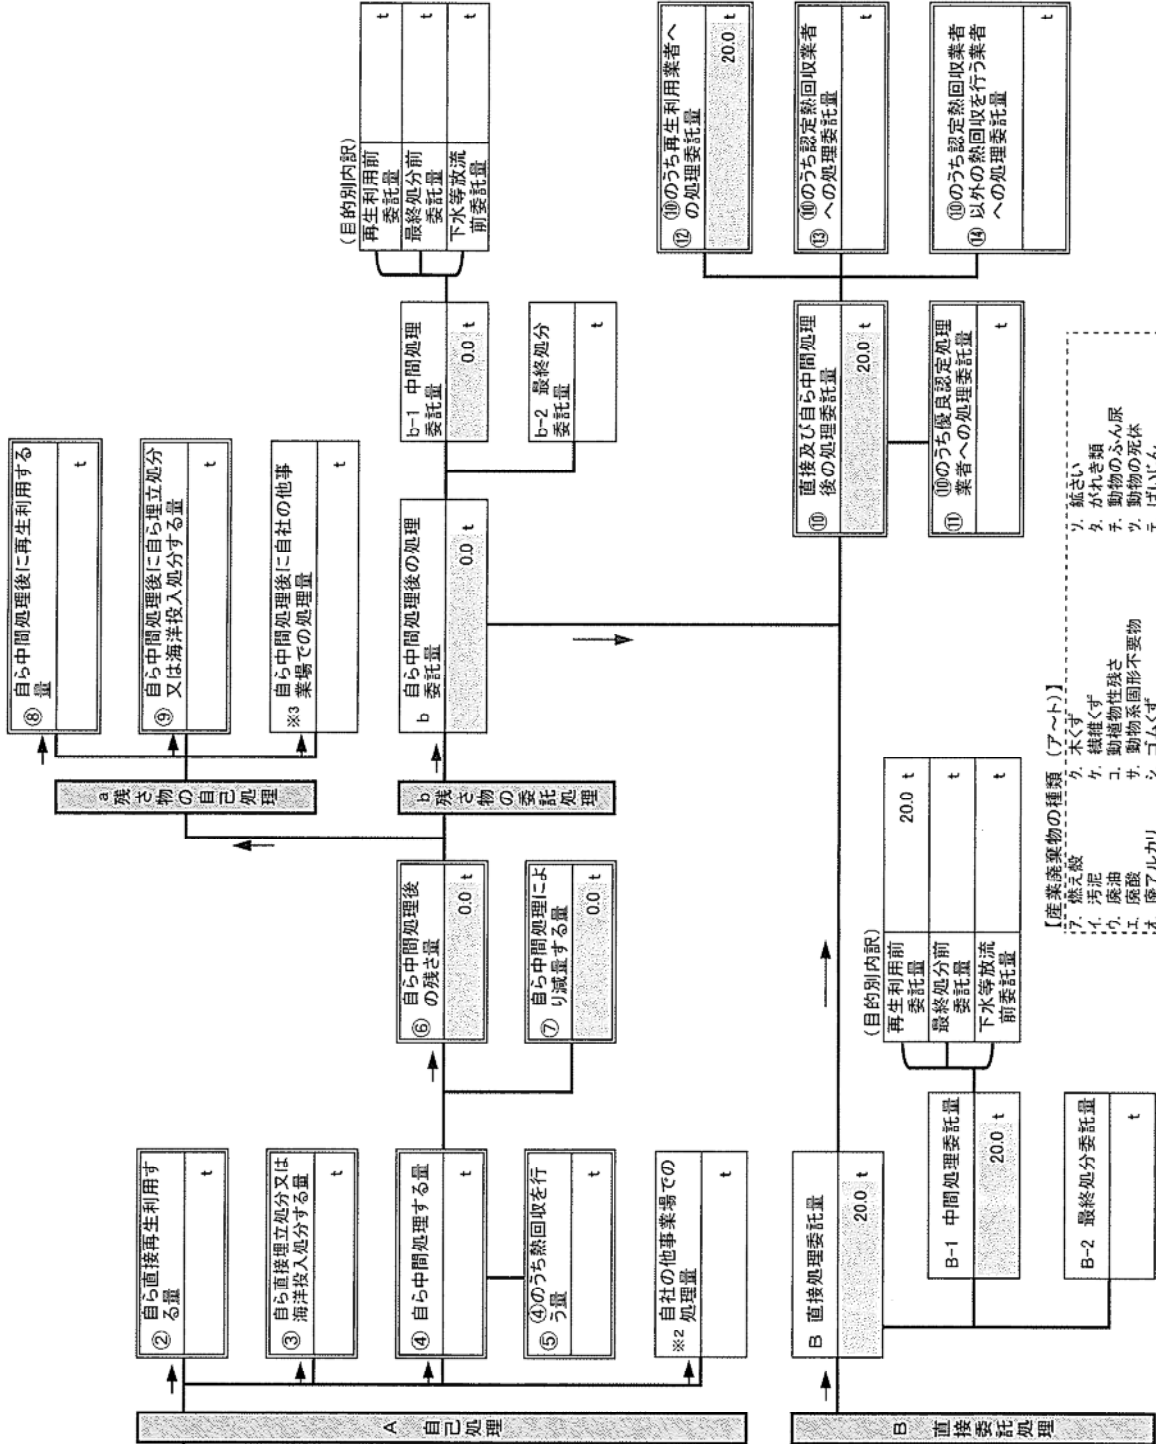 A 自己処理
② 自ら直接再生利用す
る量
t
③ 自ら直接埋立処分又は
海洋投入処分する量
t
④ 自ら中間処理する量
t
⑤ ④のうち熱回収を行
う量
t
※2 自社の他事業場での
処理量
t
⑥ 自ら中間処理後
の残さ量
0.0 t
⑦ 自ら中間処理によ
り減量する量
0.0 t
a 残さ物の自己処理
⑧ 自ら中間処理後に再生利用する
量
t
⑨ 自ら中間処理後に自ら埋立処分
又は海洋投入処分する量
t
※3 自ら中間処理後に自社の他事
業場での処理量
t
b 残さ物の委託処理
b 自ら中間処理後の処理
委託量
0.0 t
b-1 中間処理
委託量
0.0 t
b-2 最終処分
委託量
t
(目的別内訳)
再生利用前
委託量
t
最終処分前
委託量
t
下水等放流
前委託量
t
B 直接委託処理
B 直接処理委託量
20.0 t
B-1 中間処理委託量
20.0 t
B-2 最終処分委託量
t
(目的別内訳)
再生利用前
委託量
20.0 t
最終処分前
委託量
t
下水等放流
前委託量
t
⑩ 直接及び自ら中間処理
後の処理委託量
20.0 t
⑪ ⑩のうち優良認定処理
業者への処理委託量
t
⑫ ⑩のうち再生利用業者へ
の処理委託量
20.0 t
⑬ ⑩のうち認定熱回収業者
への処理委託量
t
⑭ ⑩のうち認定熱回収業者
以外の熱回収を行う業者
への処理委託量
t
【産業廃棄物の種類 (ア~ト)】
ア. 燃え殻 ク. 木くず ソ. 鉱さい
イ. 汚泥 ケ. 繊維くず タ. がれき類
ウ. 廃油 コ. 動植物性残さ チ. 動物のふん尿
エ. 廃酸 サ. 動物系固形不要物 ツ. 動物の死体
オ. 廃アルカリ シ. ゴムくず テ. ばいじん